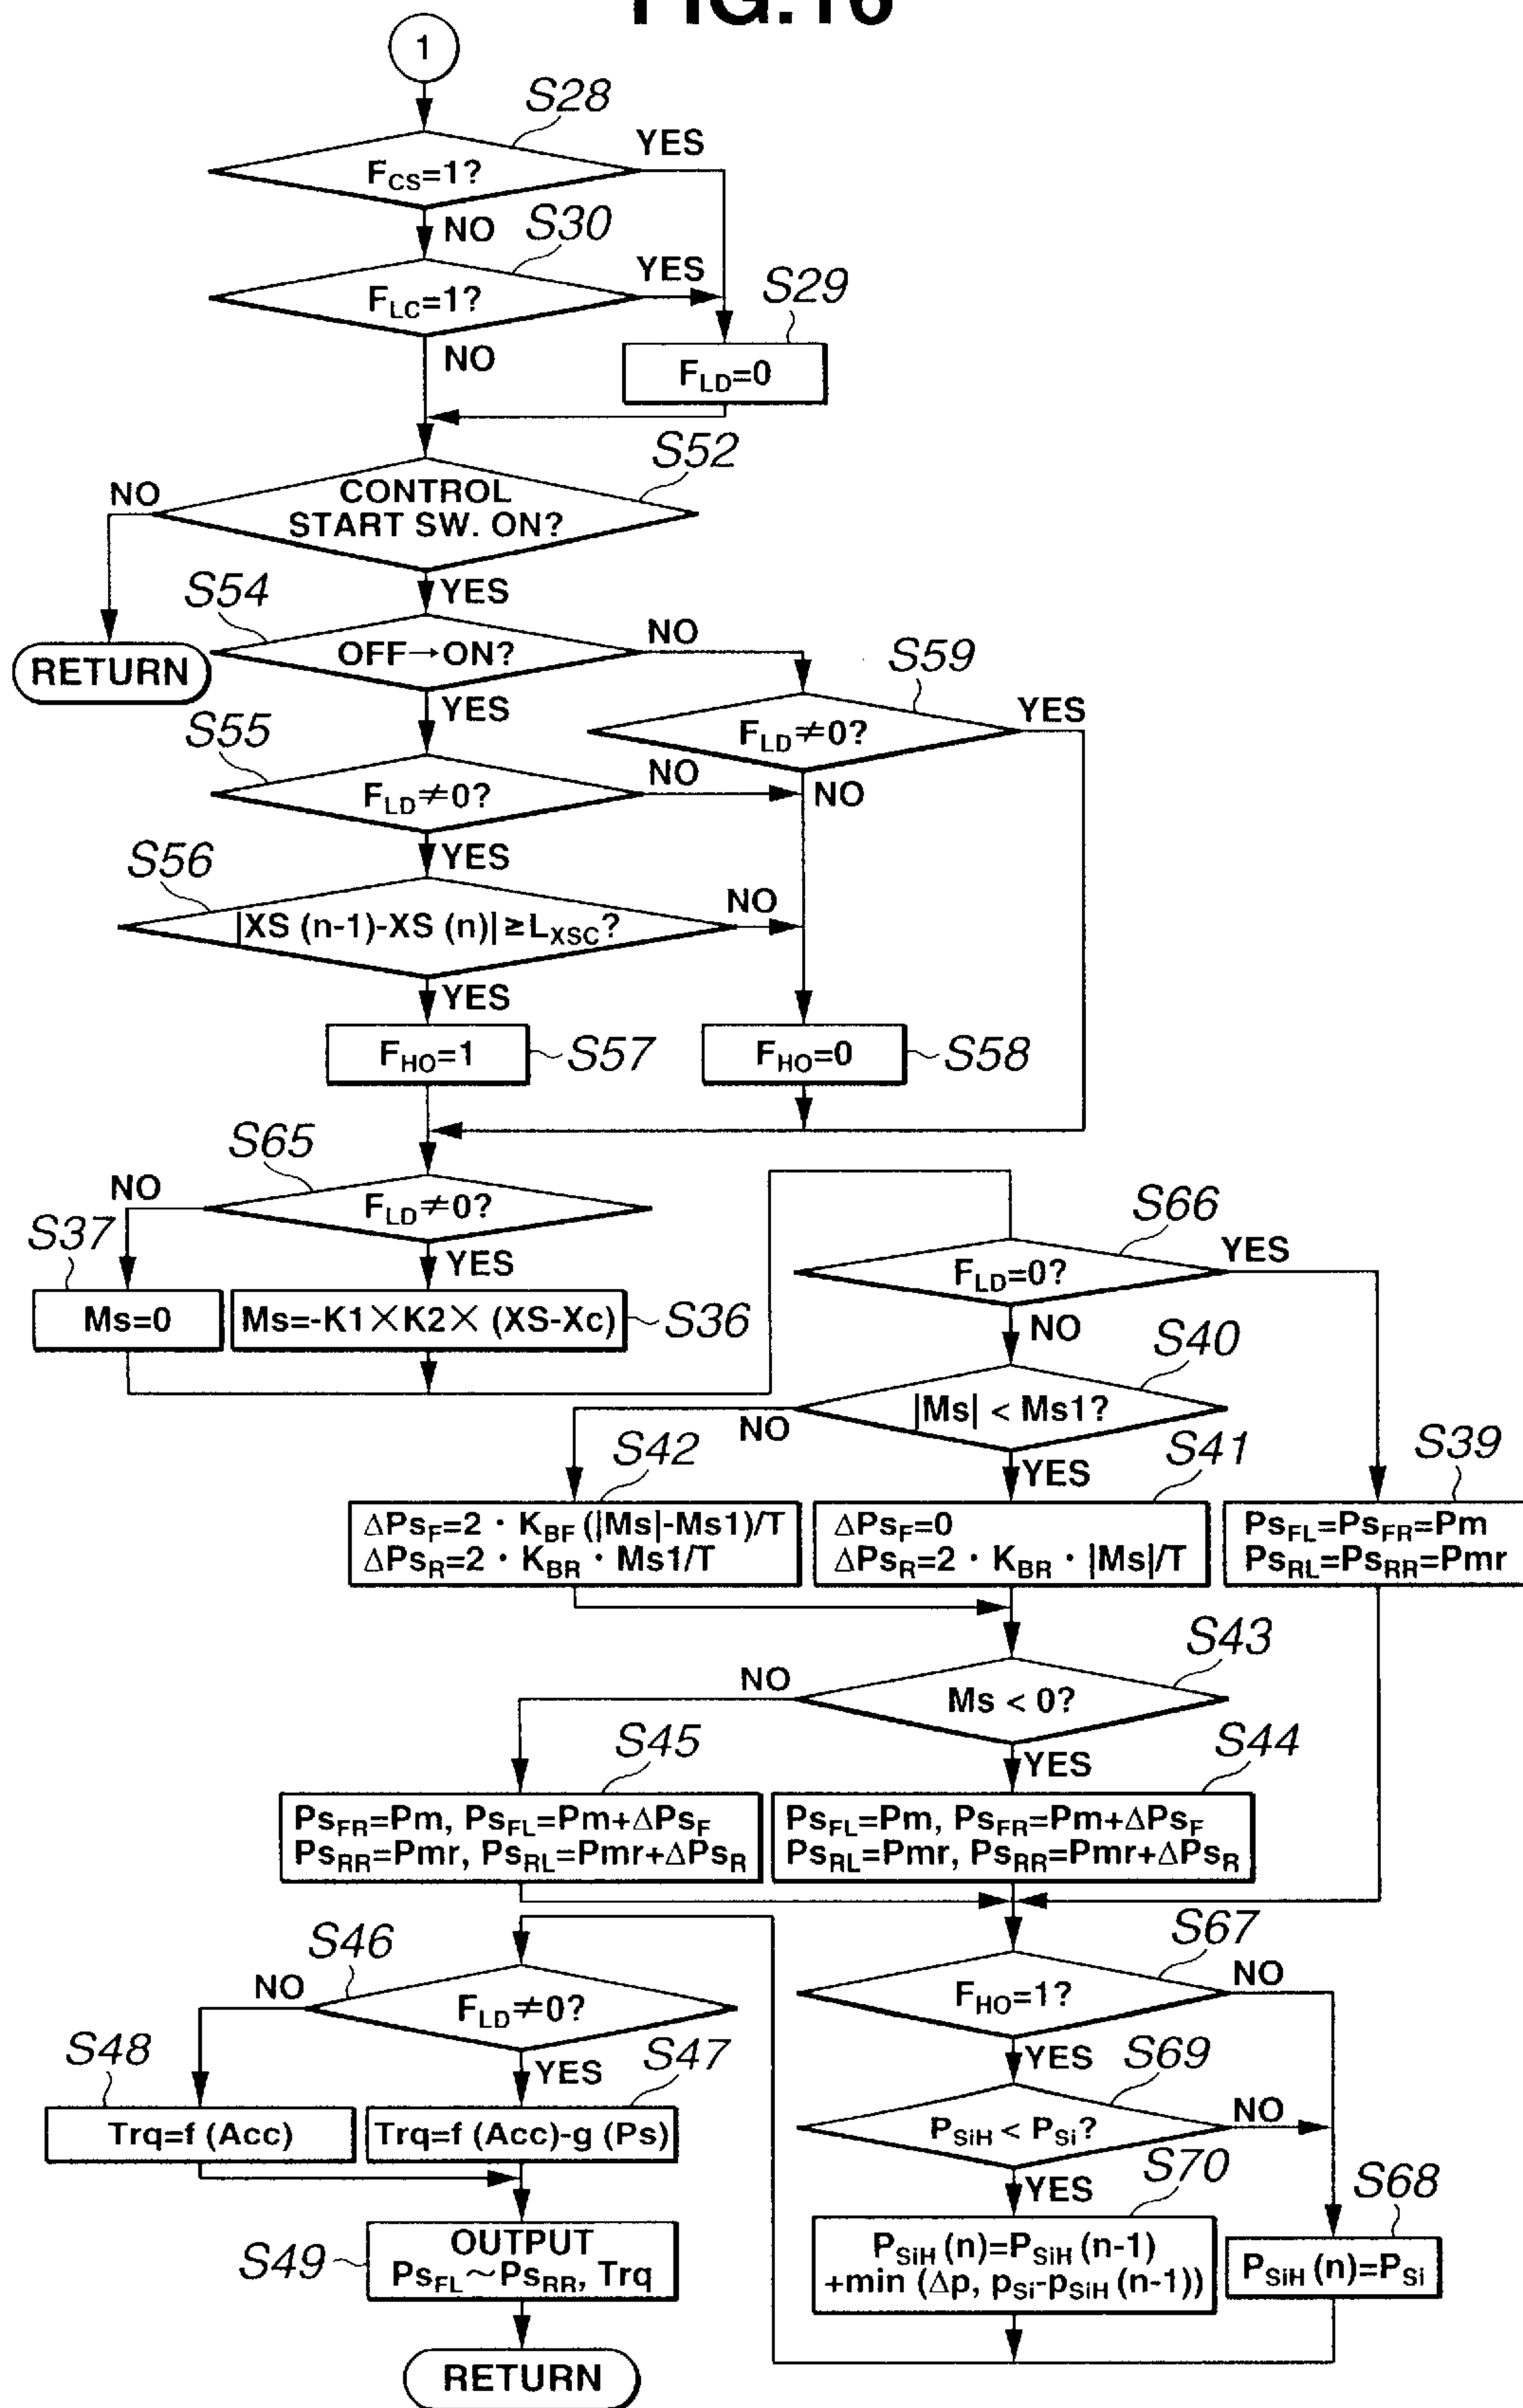 FIG.16
1
S28
F_CS=1?
YES
NO
S30
F_LC=1?
YES
NO
S29
F_LD=0
S52
CONTROL
START SW. ON?
NO
YES
RETURN
S54
OFF→ON?
NO
YES
S59
F_LD≠0?
YES
NO
S55
F_LD≠0?
NO
YES
S56
|XS (n-1)-XS (n)| ≥ L_XSC?
NO
YES
F_HO=1
S57
F_HO=0
S58
S65
F_LD≠0?
NO
YES
S37
Ms=0
Ms=-K1×K2× (XS-Xc)
S36
S66
F_LD=0?
YES
NO
S40
|Ms| < Ms1?
NO
YES
S42
ΔPs_F=2・K_BF (|Ms|-Ms1)/T
ΔPs_R=2・K_BR・Ms1/T
S41
ΔPs_F=0
ΔPs_R=2・K_BR・|Ms|/T
S39
Ps_FL=Ps_FR=Pm
Ps_RL=Ps_RR=Pmr
S43
Ms < 0?
NO
YES
S45
Ps_FR=Pm, Ps_FL=Pm+ΔPs_F
Ps_RR=Pmr, Ps_RL=Pmr+ΔPs_R
S44
Ps_FL=Pm, Ps_FR=Pm+ΔPs_F
Ps_RL=Pmr, Ps_RR=Pmr+ΔPs_R
S67
F_HO=1?
NO
YES
S69
P_SiH < P_Si?
NO
YES
S70
P_SiH (n)=P_SiH (n-1)
+min (Δp, p_Si-p_SiH (n-1))
S68
P_SiH (n)=P_Si
S46
F_LD≠0?
NO
YES
S48
Trq=f (Acc)
S47
Trq=f (Acc)-g (Ps)
S49
OUTPUT
Ps_FL～Ps_RR, Trq
RETURN